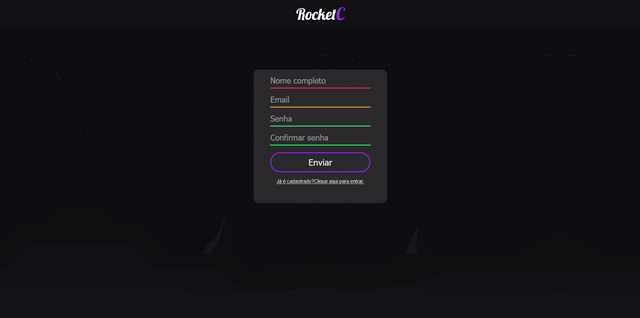 RocketC
Nome completo
Email
Senha
Confirmar senha
Enviar
Já é cadastrado?Clique aqui para entrar.